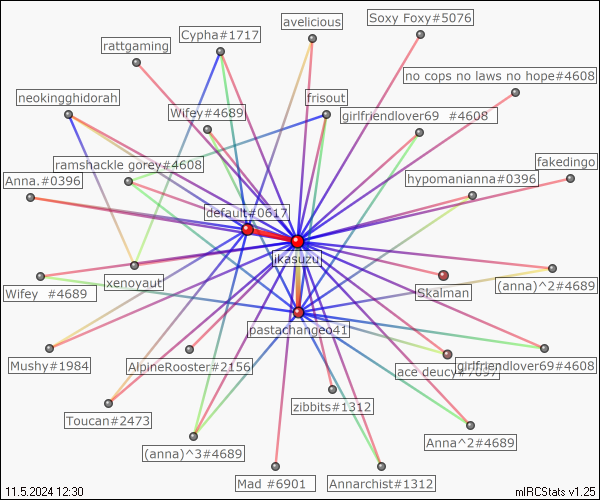 Soxy Foxy#5076
avelicious
Cypha#1717
rattgaming
no cops no laws no hope#4608
neokingghidorah
frisout
Wifey#4689
girlfriendlover69 #4608
fakedingo
ramshackle gorey#4608
Anna.#0396
hypomanianna#0396
default#0617
jkasuzu
xenoyaut
Wifey #4689
Skalman
(anna)^2#4689
pastachangeo41
Mushy#1984
AlpineRooster#2156
ace deucy#7697
girlfriendlover69#4608
zibbits#1312
Toucan#2473
Anna^2#4689
(anna)^3#4689
Mad #6901
Annarchist#1312
11.5.2024 12:30
mIRCStats v1.25